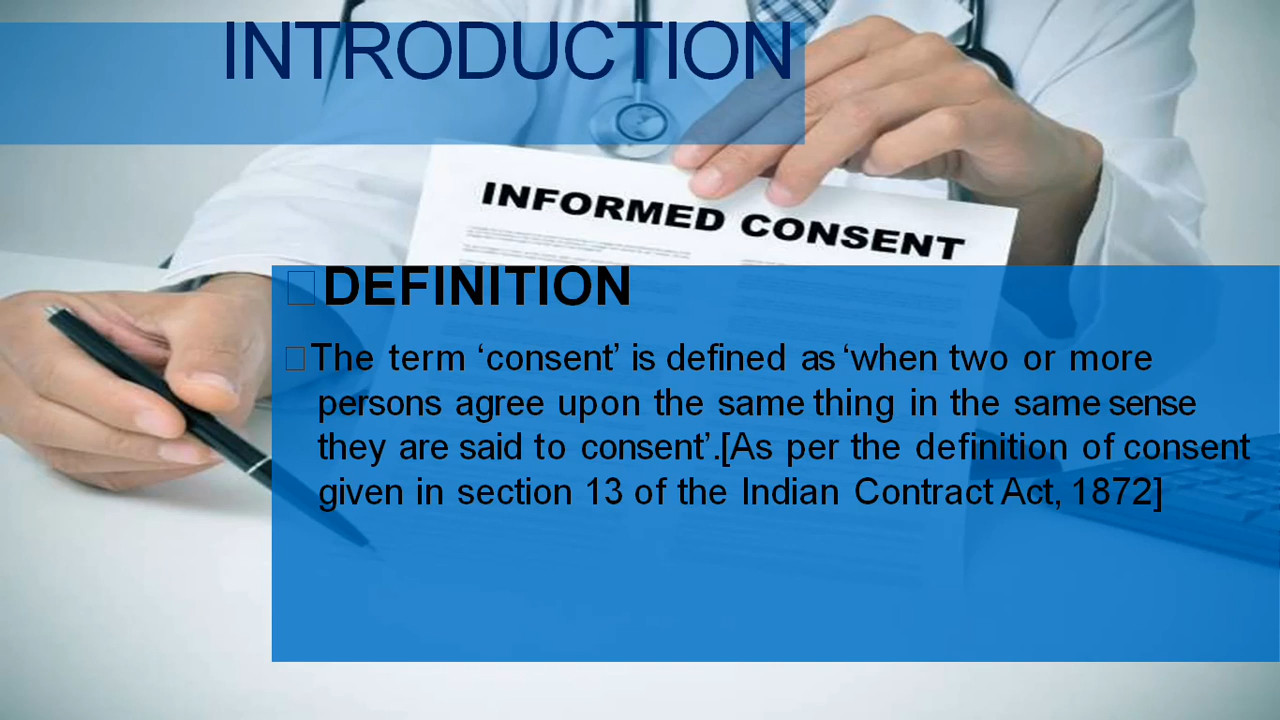 INTRODUCTION
INFORMED CONSENT
DEFINITION
The term ‘consent’ is defined as ‘when two or more
persons agree upon the same thing in the same sense
they are said to consent’.[As per the definition of consent
given in section 13 of the Indian Contract Act, 1872]